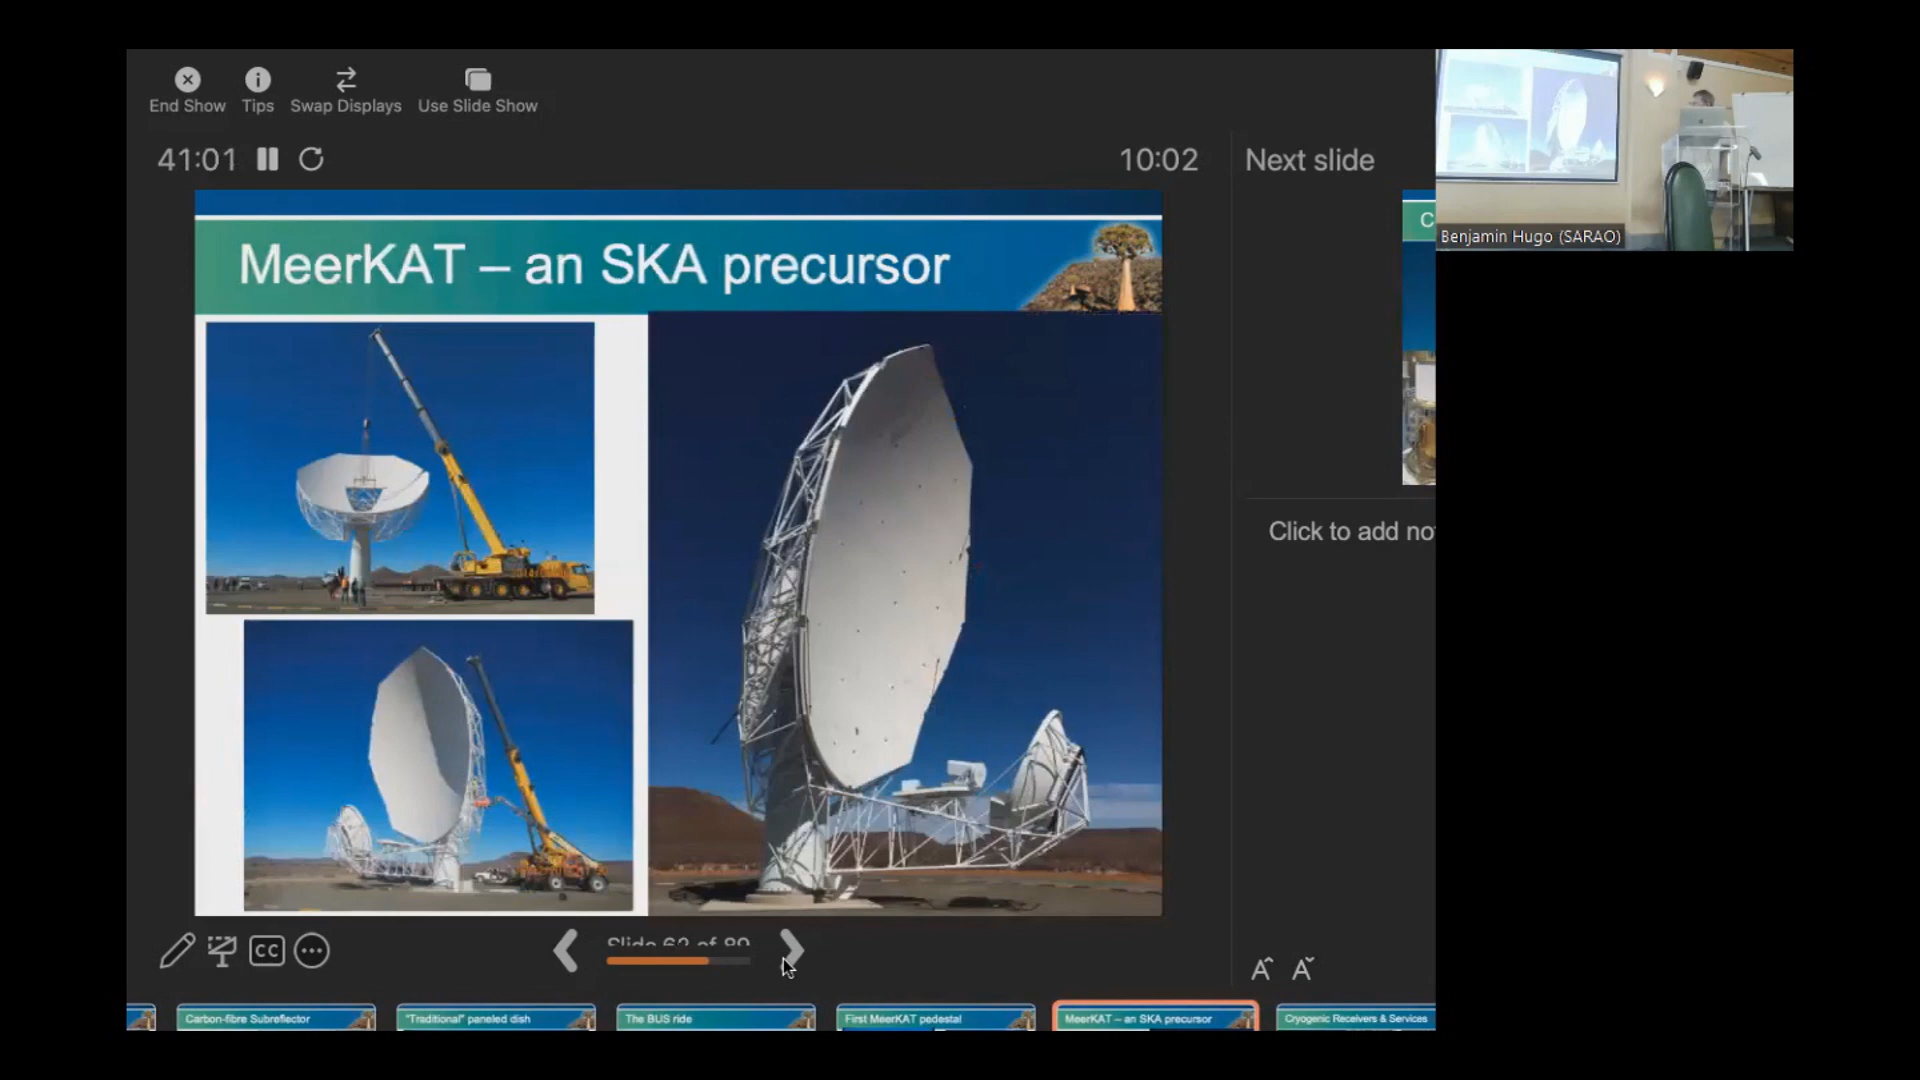 End Show
Tips
Swap Displays
Use Slide Show
41:01
10:02
Next slide
MeerKAT – an SKA precursor
C
Benjamin Hugo (SARAO)
Click to add no
CC
Slide 62 of 89
A A
Carbon-fibre Subreflector
"Traditional" paneled dish
The BUS ride
First MeerKAT pedestal
MeerKAT – an SKA precursor
Cryogenic Receivers & Services